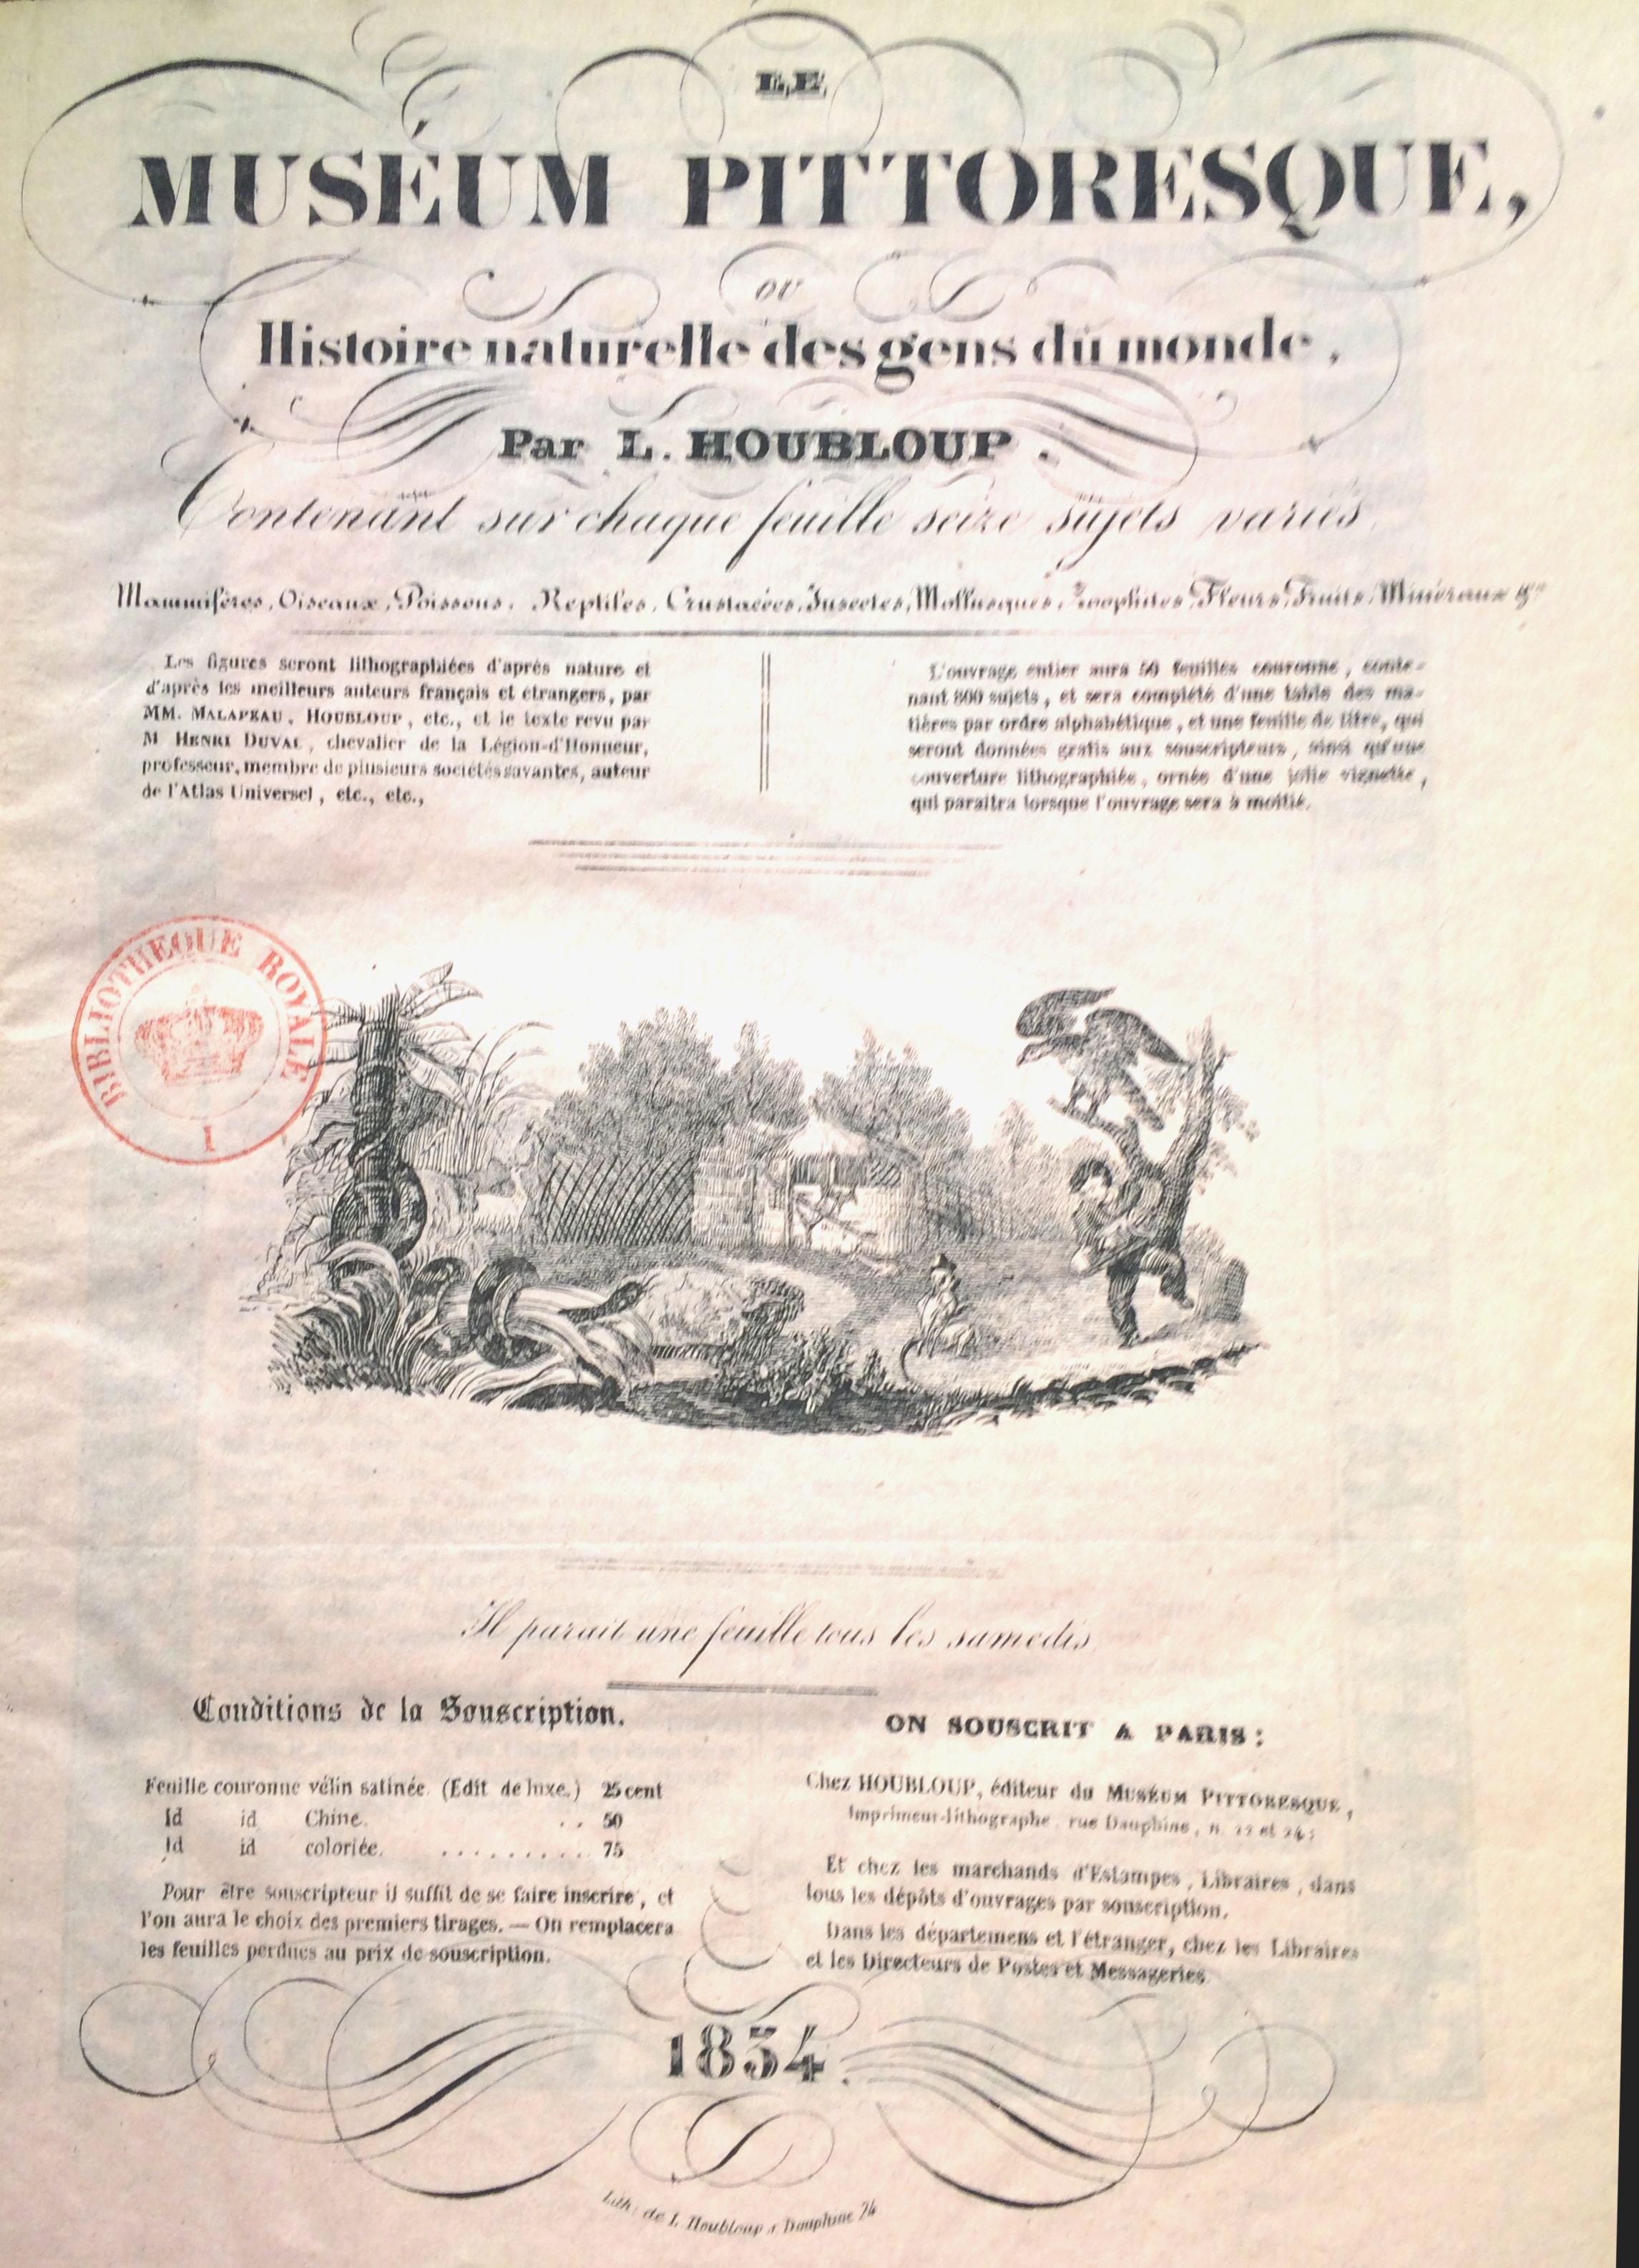 LE
MUSÉUM PITTORESQUE,
OU
Histoire naturelle des gens du monde,
Par L. HOUBLOUP.
Contenant sur chaque feuille seize sujets variés
Mammifères, Oiseaux, Poissons, Reptiles, Crustacées, Insectes, Mollusques, Zoophites, Fleurs, Fruits, Minéraux &ca
Les figures seront lithographiées d'après nature et
d'après les meilleurs auteurs français et étrangers, par
MM. MALAPEAU, HOUBLOUP, etc., et le texte revu par
M HENRI DUVAL, chevalier de la Légion-d'Honneur,
professeur, membre de plusieurs sociétés savantes, auteur
de l'Atlas Universel, etc., etc.,
L'ouvrage entier aura 50 feuilles couronne, conte-
nant 800 sujets, et sera complété d'une table des ma-
tières par ordre alphabétique, et une feuille de titre, qui
seront données gratis aux souscripteurs, ainsi qu'une
couverture lithographiée, ornée d'une jolie vignette,
qui paraîtra lorsque l'ouvrage sera à moitié.
BIBLIOTHEQUE ROYALE
I
Il parait une feuille tous les samedis
Conditions de la Souscription.
Feuille couronne vélin satinée. (Edit de luxe.) 25 cent
Id id Chine. . . 50
Id id coloriée. . . . . . . . . . 75
Pour être souscripteur il suffit de se faire inscrire, et
l'on aura le choix des premiers tirages. — On remplacera
les feuilles perdues au prix de souscription.
ON SOUSCRIT A PARIS:
Chez HOUBLOUP, éditeur du MUSÉUM PITTORESQUE,
Imprimeur-lithographe, rue Dauphine, n. 22 et 24;
Et chez les marchands d'Estampes, Libraires, dans
tous les dépôts d'ouvrages par souscription.
Dans les départemens et l'étranger, chez les Libraires
et les Directeurs de Postes et Messageries
1834.
Lith: de L Houbloup r Dauphine 24